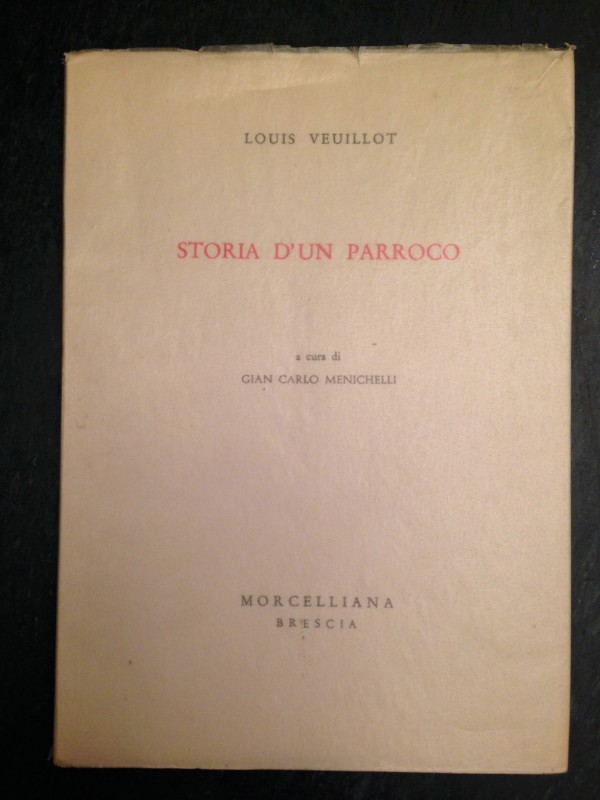 LOUIS VEUILLOT
STORIA D'UN PARROCO
a cura di
GIAN CARLO MENICHELLI
MORCELLIANA
BRESCIA